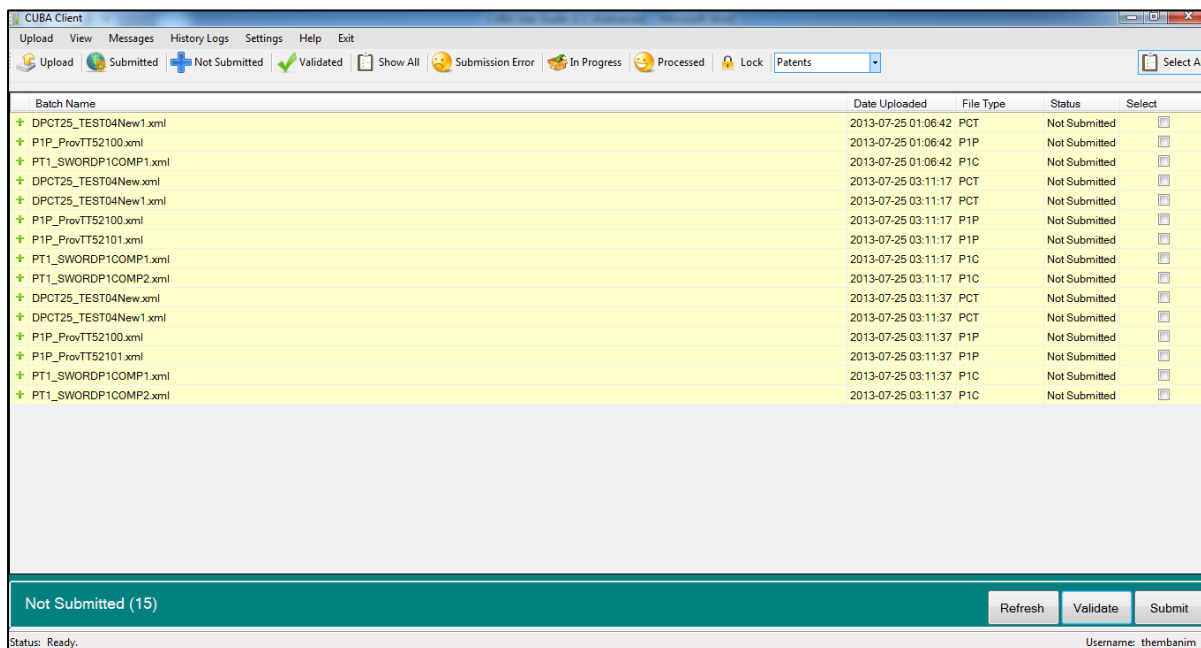 CUBA Client
Upload View Messages History Logs Settings Help Exit
Upload Submitted Not Submitted Validated Show All Submission Error In Progress Processed Lock Patents Select A
Batch Name Date Uploaded File Type Status Select
DPCT25_TEST04New1.xml 2013-07-25 01:06:42 PCT Not Submitted
P1P_ProvTT52100.xml 2013-07-25 01:06:42 P1P Not Submitted
PT1_SWORDP1COMP1.xml 2013-07-25 01:06:42 P1C Not Submitted
DPCT25_TEST04New.xml 2013-07-25 03:11:17 PCT Not Submitted
DPCT25_TEST04New1.xml 2013-07-25 03:11:17 PCT Not Submitted
P1P_ProvTT52100.xml 2013-07-25 03:11:17 P1P Not Submitted
P1P_ProvTT52101.xml 2013-07-25 03:11:17 P1P Not Submitted
PT1_SWORDP1COMP1.xml 2013-07-25 03:11:17 P1C Not Submitted
PT1_SWORDP1COMP2.xml 2013-07-25 03:11:17 P1C Not Submitted
DPCT25_TEST04New.xml 2013-07-25 03:11:37 PCT Not Submitted
DPCT25_TEST04New1.xml 2013-07-25 03:11:37 PCT Not Submitted
P1P_ProvTT52100.xml 2013-07-25 03:11:37 P1P Not Submitted
P1P_ProvTT52101.xml 2013-07-25 03:11:37 P1P Not Submitted
PT1_SWORDP1COMP1.xml 2013-07-25 03:11:37 P1C Not Submitted
PT1_SWORDP1COMP2.xml 2013-07-25 03:11:37 P1C Not Submitted
Not Submitted (15) Refresh Validate Submit
Status: Ready. Username: thembanim